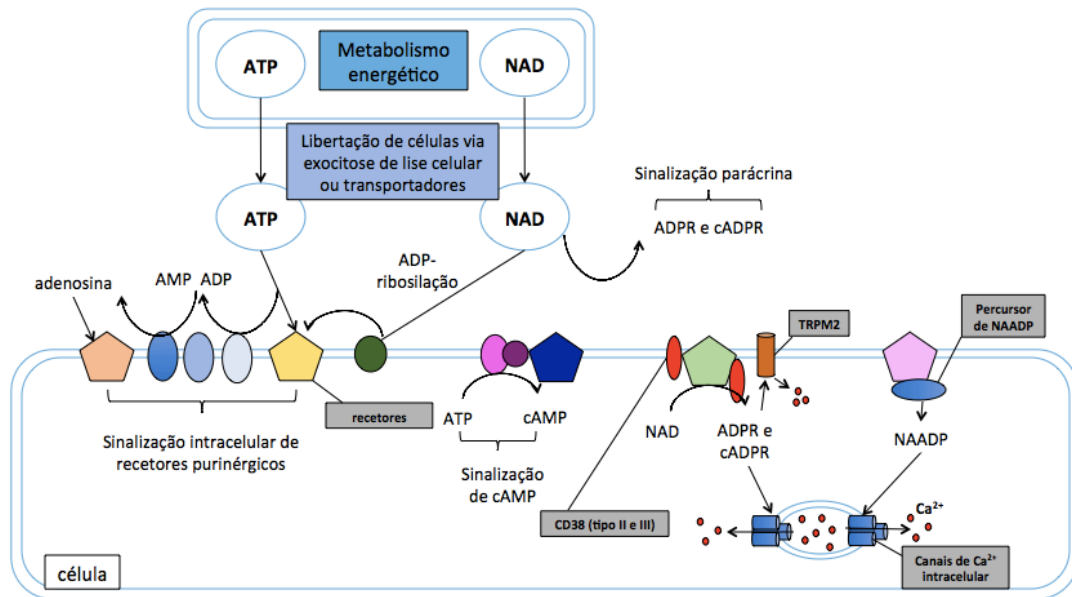 ATP
Metabolismo
energético
NAD
Libertação de células via
exocitose de lise celular
ou transportadores
ATP
NAD
Sinalização parácrina
ADPR e cADPR
ADP-
ribosilação
adenosina
AMP
ADP
TRPM2
Percursor
de NAADP
recetores
Sinalização intracelular de
recetores purinérgicos
ATP
cAMP
Sinalização
de cAMP
NAD
ADPR e
cADPR
NAADP
CD38 (tipo II e III)
Ca²⁺
Canais de Ca²⁺
intracelular
célula